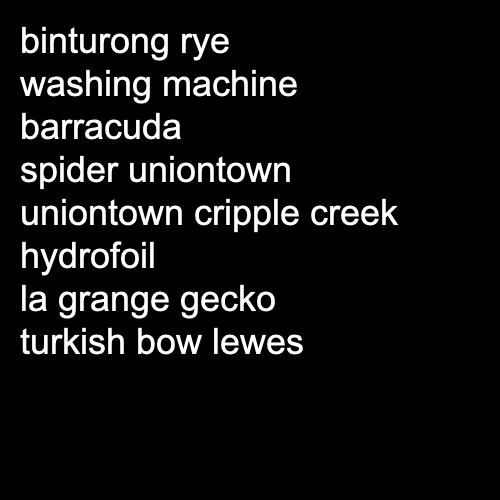 binturong rye
washing machine
barracuda
spider uniontown
uniontown cripple creek
hydrofoil
la grange gecko
turkish bow lewes